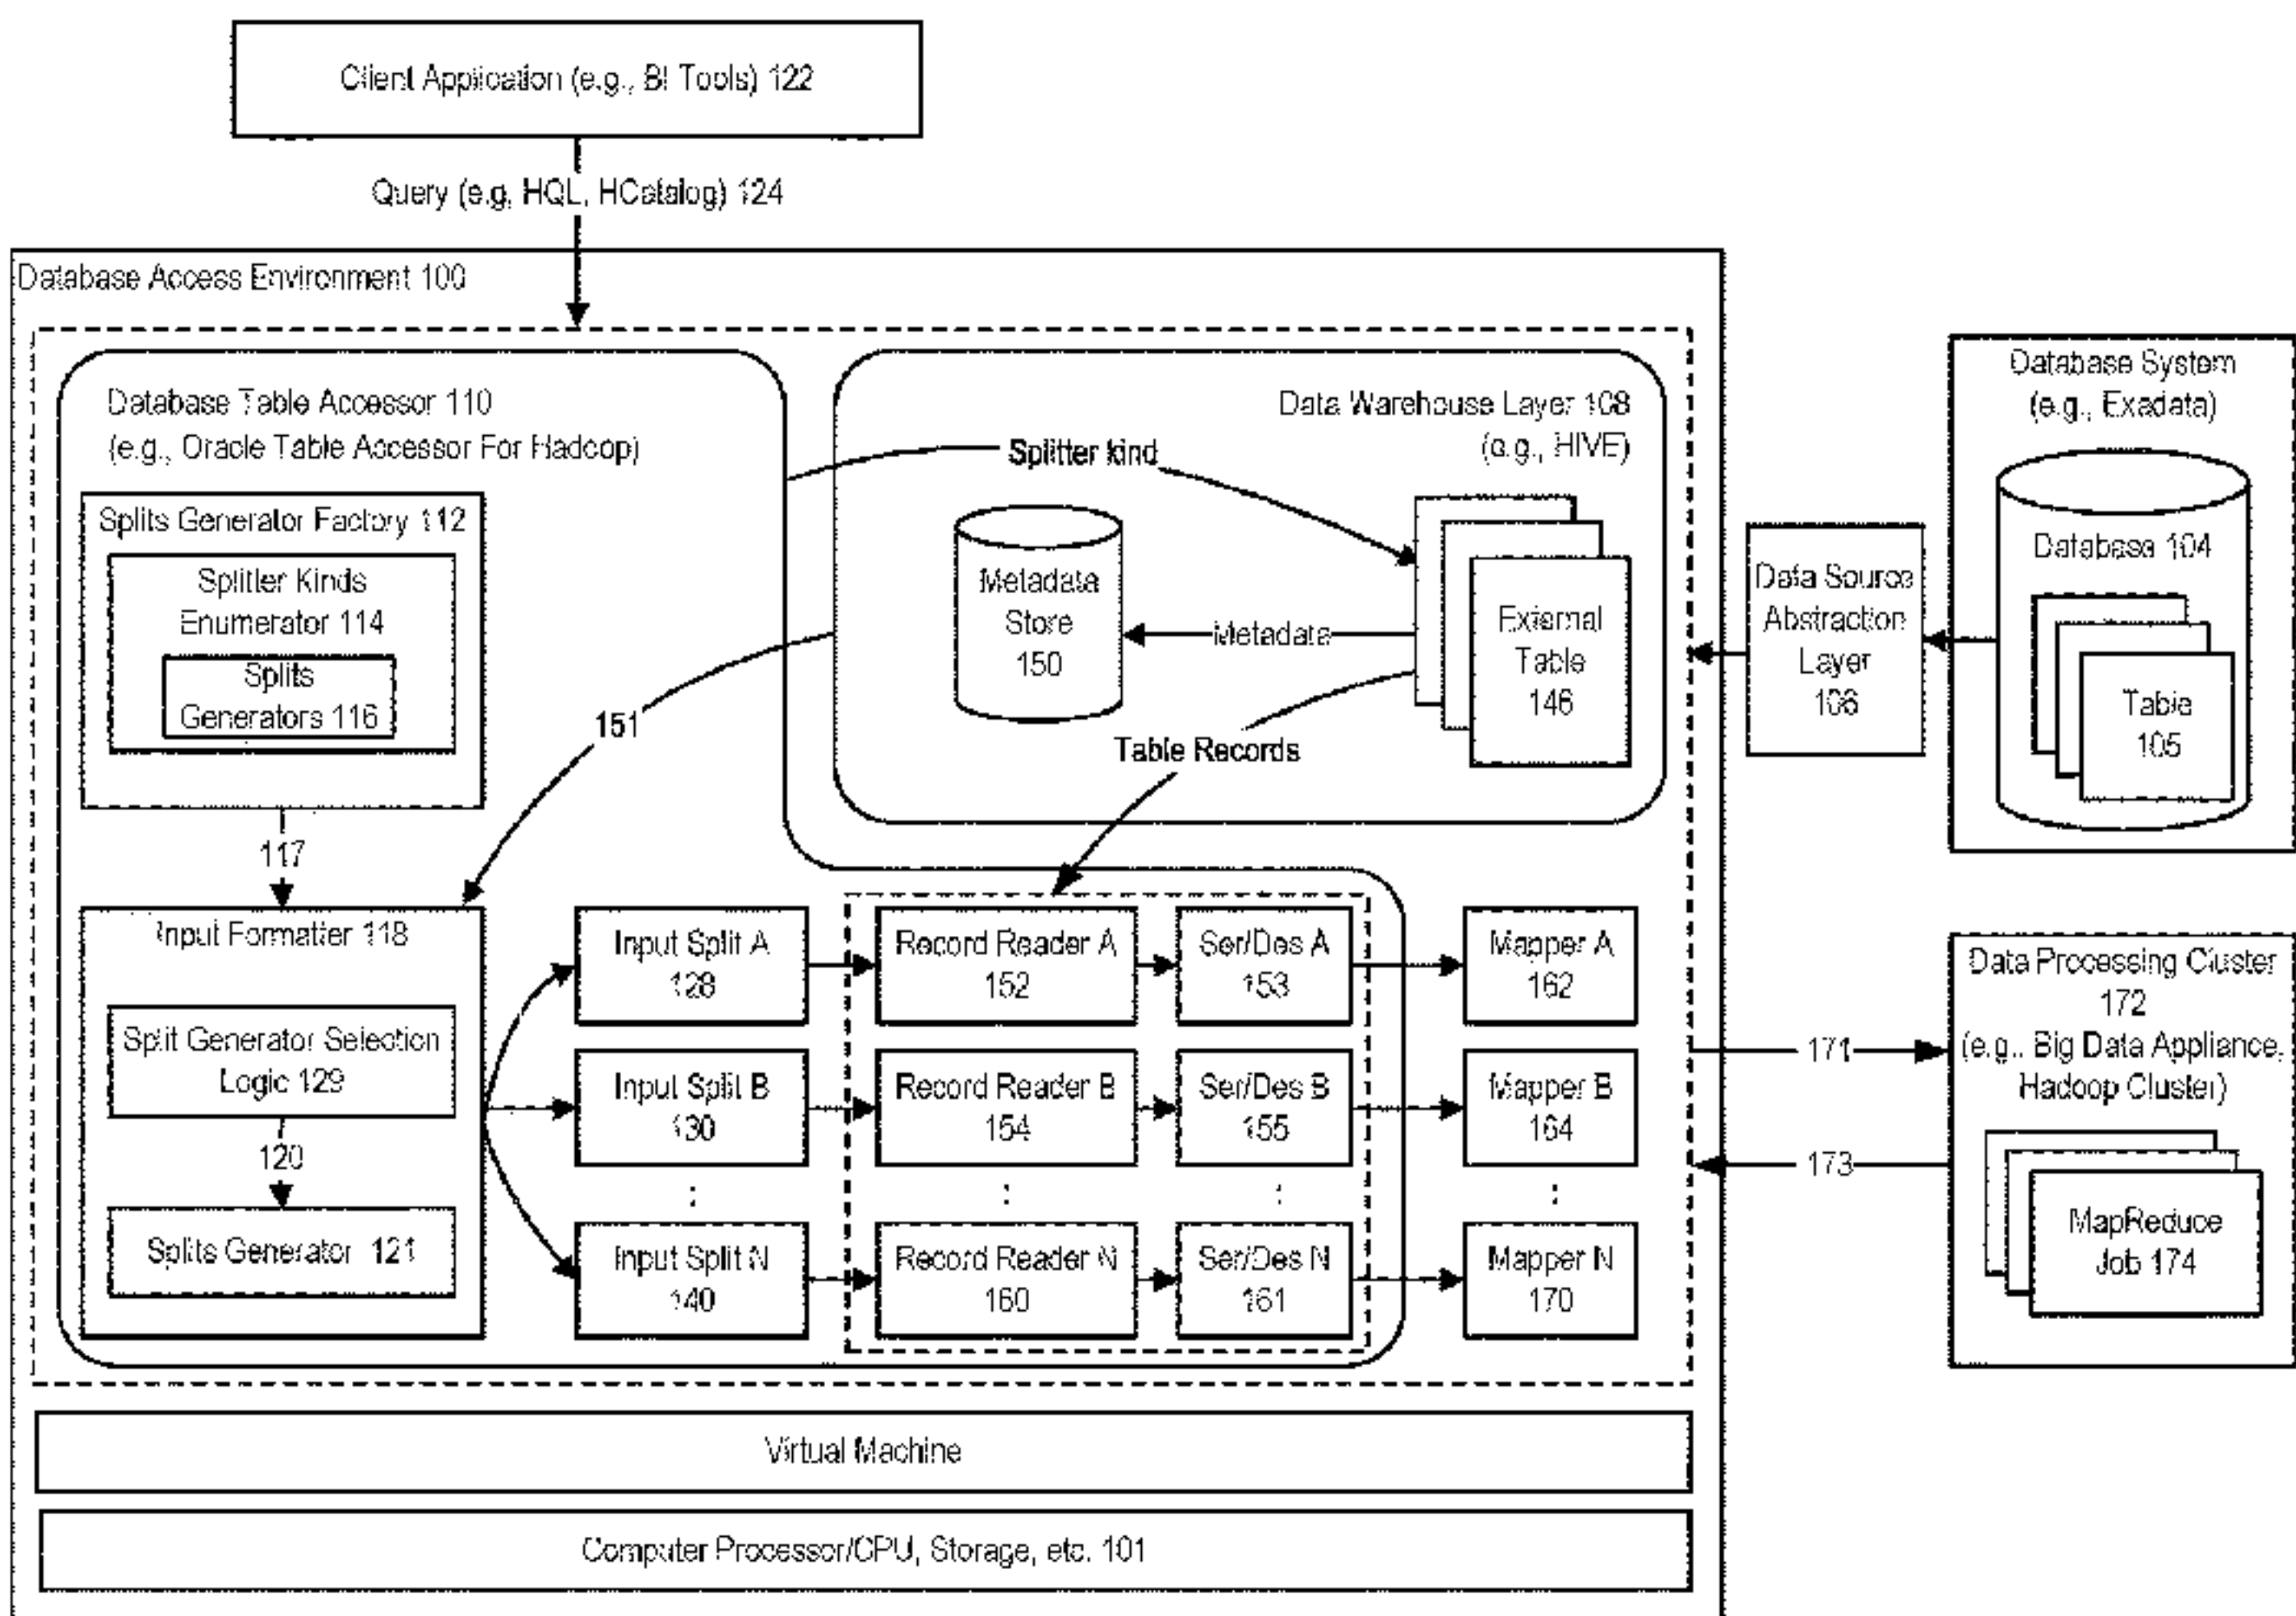 Client Application (e.g., BI Tools) 122
Query (e.g, HQL, HCatalog) 124
Database Access Environment 100
Database Table Accessor 110
(e.g., Oracle Table Accessor For Hadoop)
Splits Generator Factory 112
Splitter Kinds
Enumerator 114
Splits
Generators 116
117
Data Warehouse Layer 108
(e.g., HIVE)
Splitter kind
Metadata
Store
150
Metadata
External
Table
146
151
Table Records
Data Source
Abstraction
Layer
106
Database System
(e.g., Exadata)
Database 104
Table
105
Input Formatter 118
Split Generator Selection
Logic 129
120
Splits Generator 121
Input Split A
128
Record Reader A
152
Ser/Des A
153
Mapper A
162
Input Split B
130
Record Reader B
154
Ser/Des B
155
Mapper B
164
:
:
:
:
Input Split N
140
Record Reader N
160
Ser/Des N
161
Mapper N
170
171
173
Data Processing Cluster
172
(e.g., Big Data Appliance,
Hadoop Cluster)
MapReduce
Job 174
Virtual Machine
Computer Processor/CPU, Storage, etc. 101